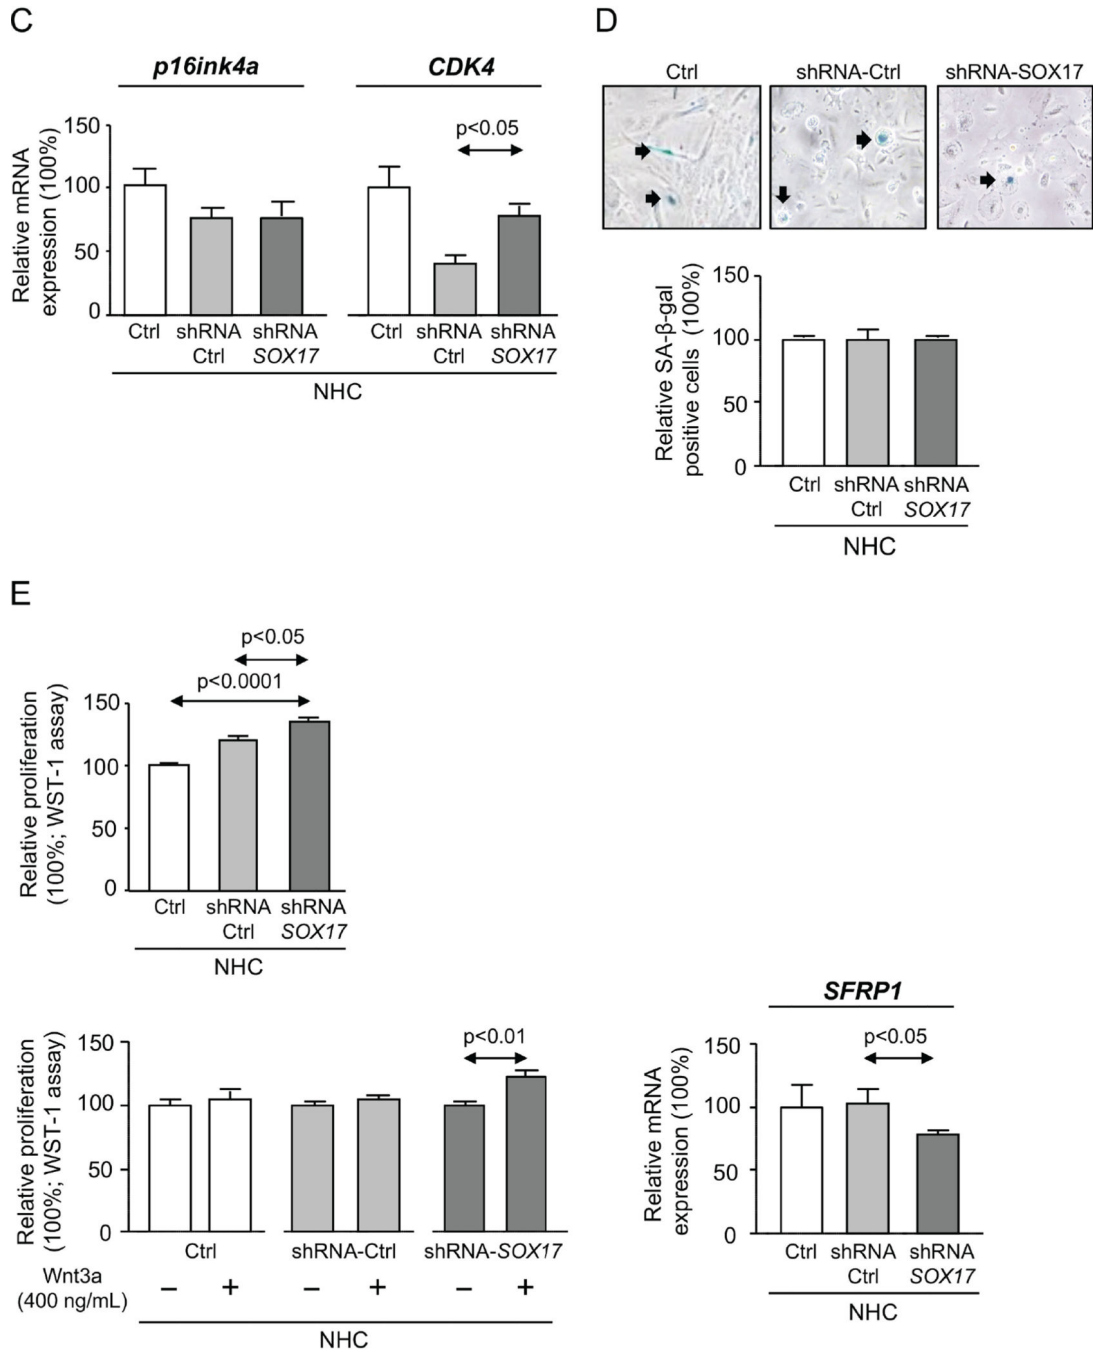 C
p16ink4a
CDK4
Relative mRNA
expression (100%)
150
100
50
0
p<0.05
Ctrl
shRNA
Ctrl
shRNA
SOX17
Ctrl
shRNA
Ctrl
shRNA
SOX17
NHC
D
Ctrl
shRNA-Ctrl
shRNA-SOX17
Relative SA-β-gal
positive cells (100%)
150
100
50
0
Ctrl
shRNA
Ctrl
shRNA
SOX17
NHC
E
p<0.05
p<0.0001
Relative proliferation
(100%; WST-1 assay)
150
100
50
0
Ctrl
shRNA
Ctrl
shRNA
SOX17
NHC
Relative proliferation
(100%; WST-1 assay)
150
100
50
0
p<0.01
Ctrl
shRNA-Ctrl
shRNA-SOX17
Wnt3a
(400 ng/mL)
− + − + − +
NHC
SFRP1
Relative mRNA
expression (100%)
150
100
50
0
p<0.05
Ctrl
shRNA
Ctrl
shRNA
SOX17
NHC